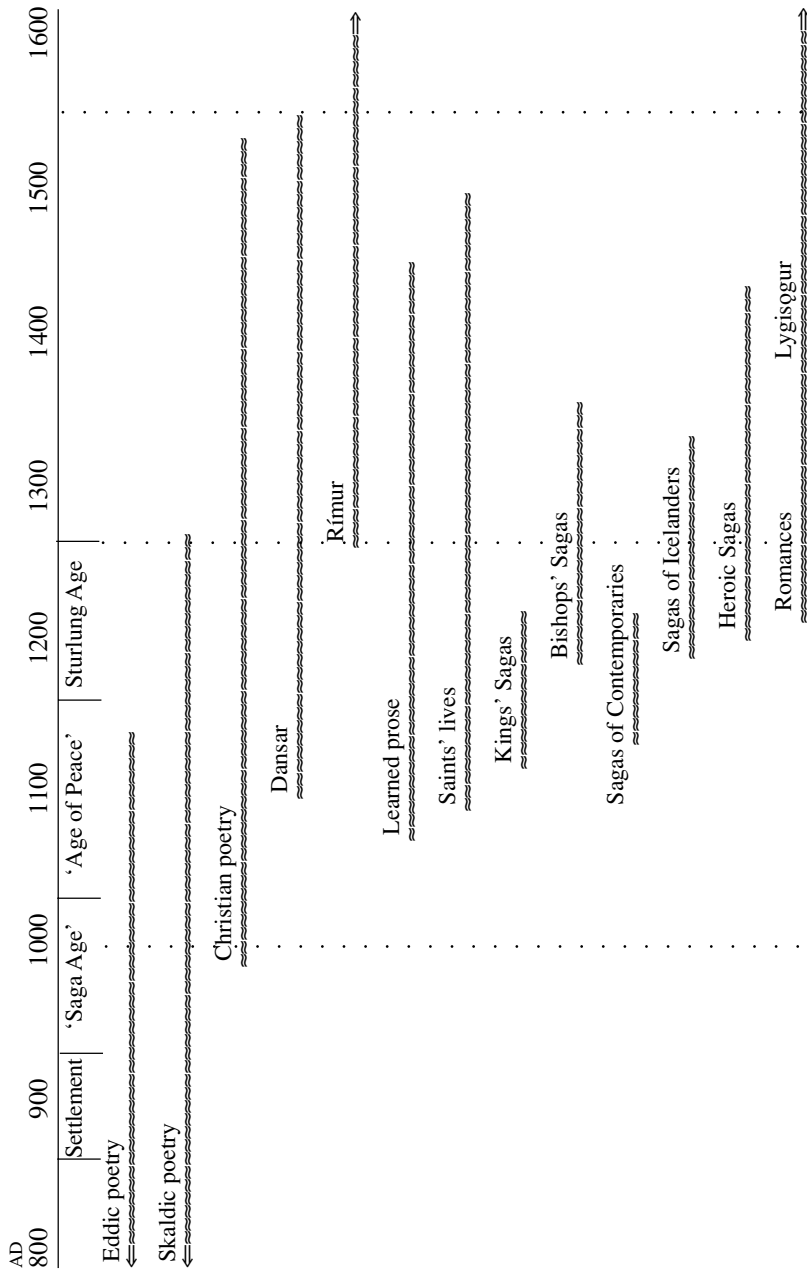 AD
800 900 1000 1100 1200 1300 1400 1500 1600
Settlement ‘Saga Age’ ‘Age of Peace’ Sturlung Age
Eddic poetry
Skaldic poetry
Christian poetry
Dansar
Rímur
Learned prose
Saints’ lives
Kings’ Sagas
Bishops’ Sagas
Sagas of Contemporaries
Sagas of Icelanders
Heroic Sagas
Romances Lygisǫgur